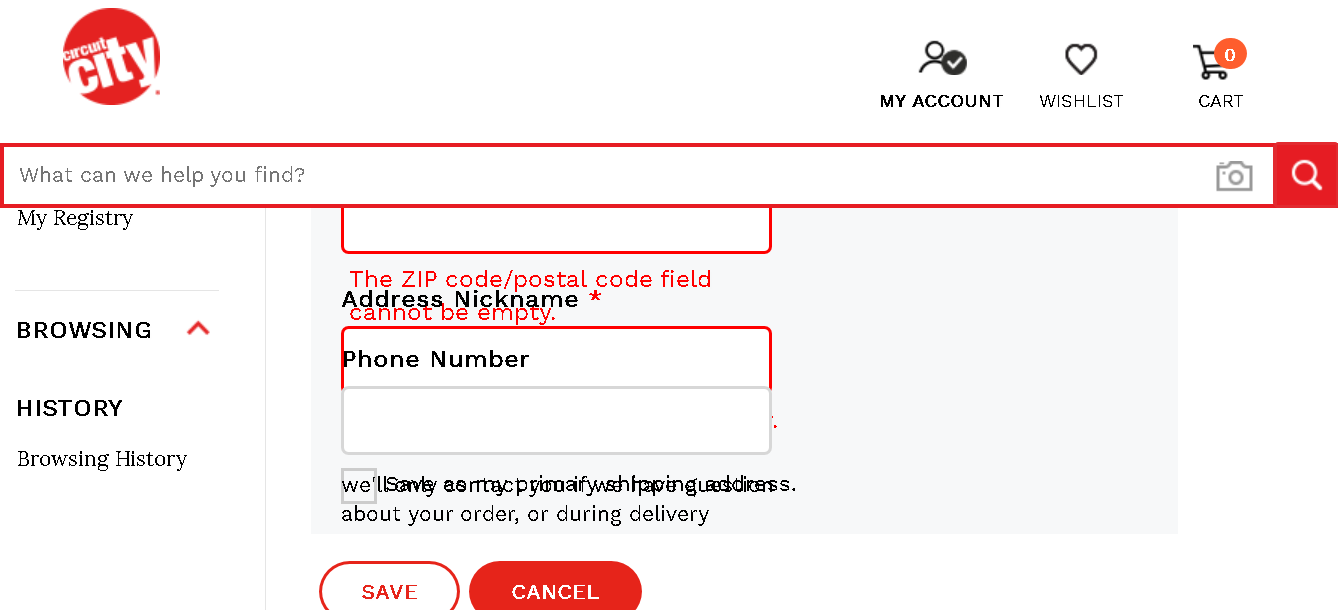 circuit
city
0
MY ACCOUNT
WISHLIST
CART
What can we help you find?
My Registry
BROWSING
HISTORY
Browsing History
The ZIP code/postal code field
cannot be empty.
Address Nickname *
Phone Number
Save as my primary shipping address.
we'll only contact you if we have question
about your order, or during delivery
SAVE
CANCEL